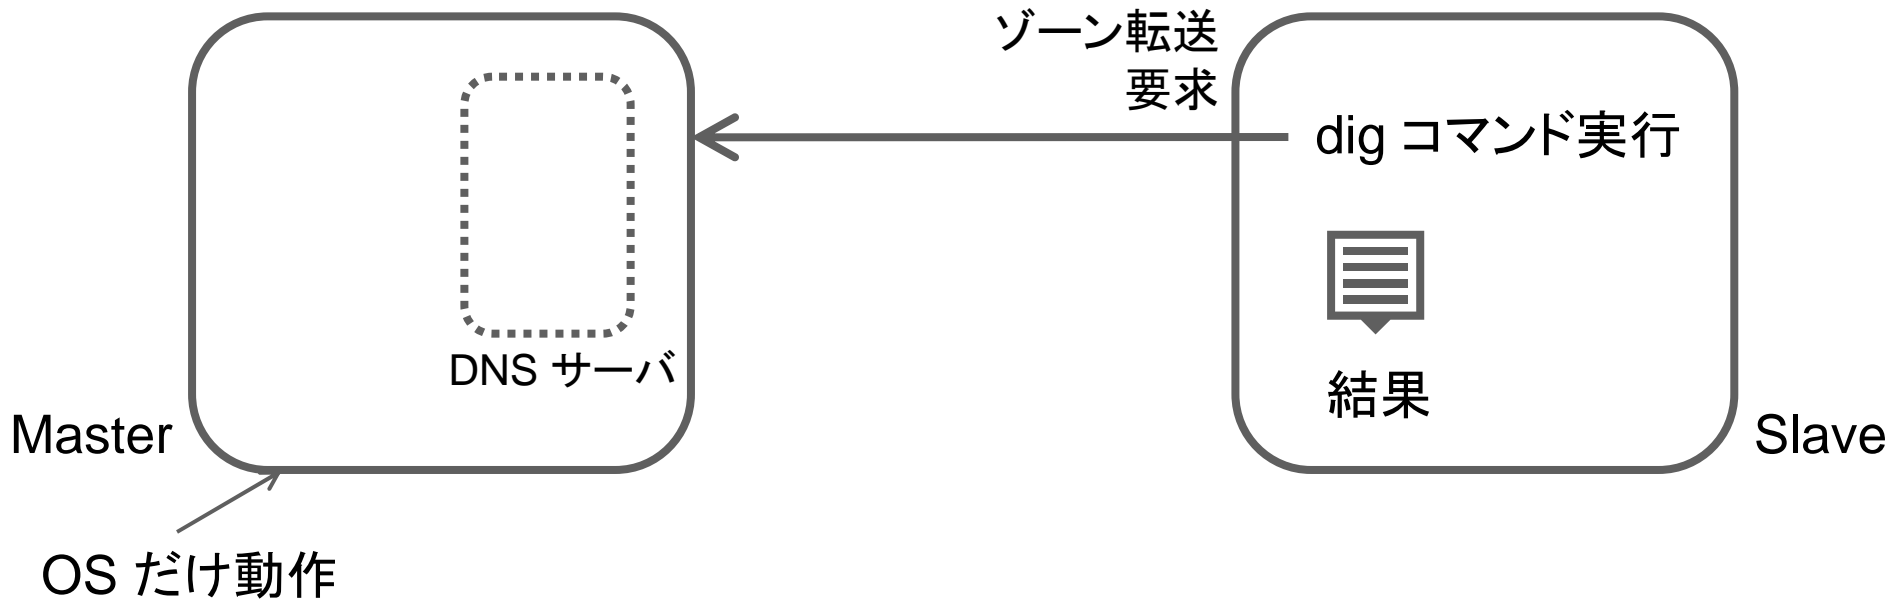 ゾーン転送
要求
dig コマンド実行
DNS サーバ
結果
Master
Slave
OS だけ動作